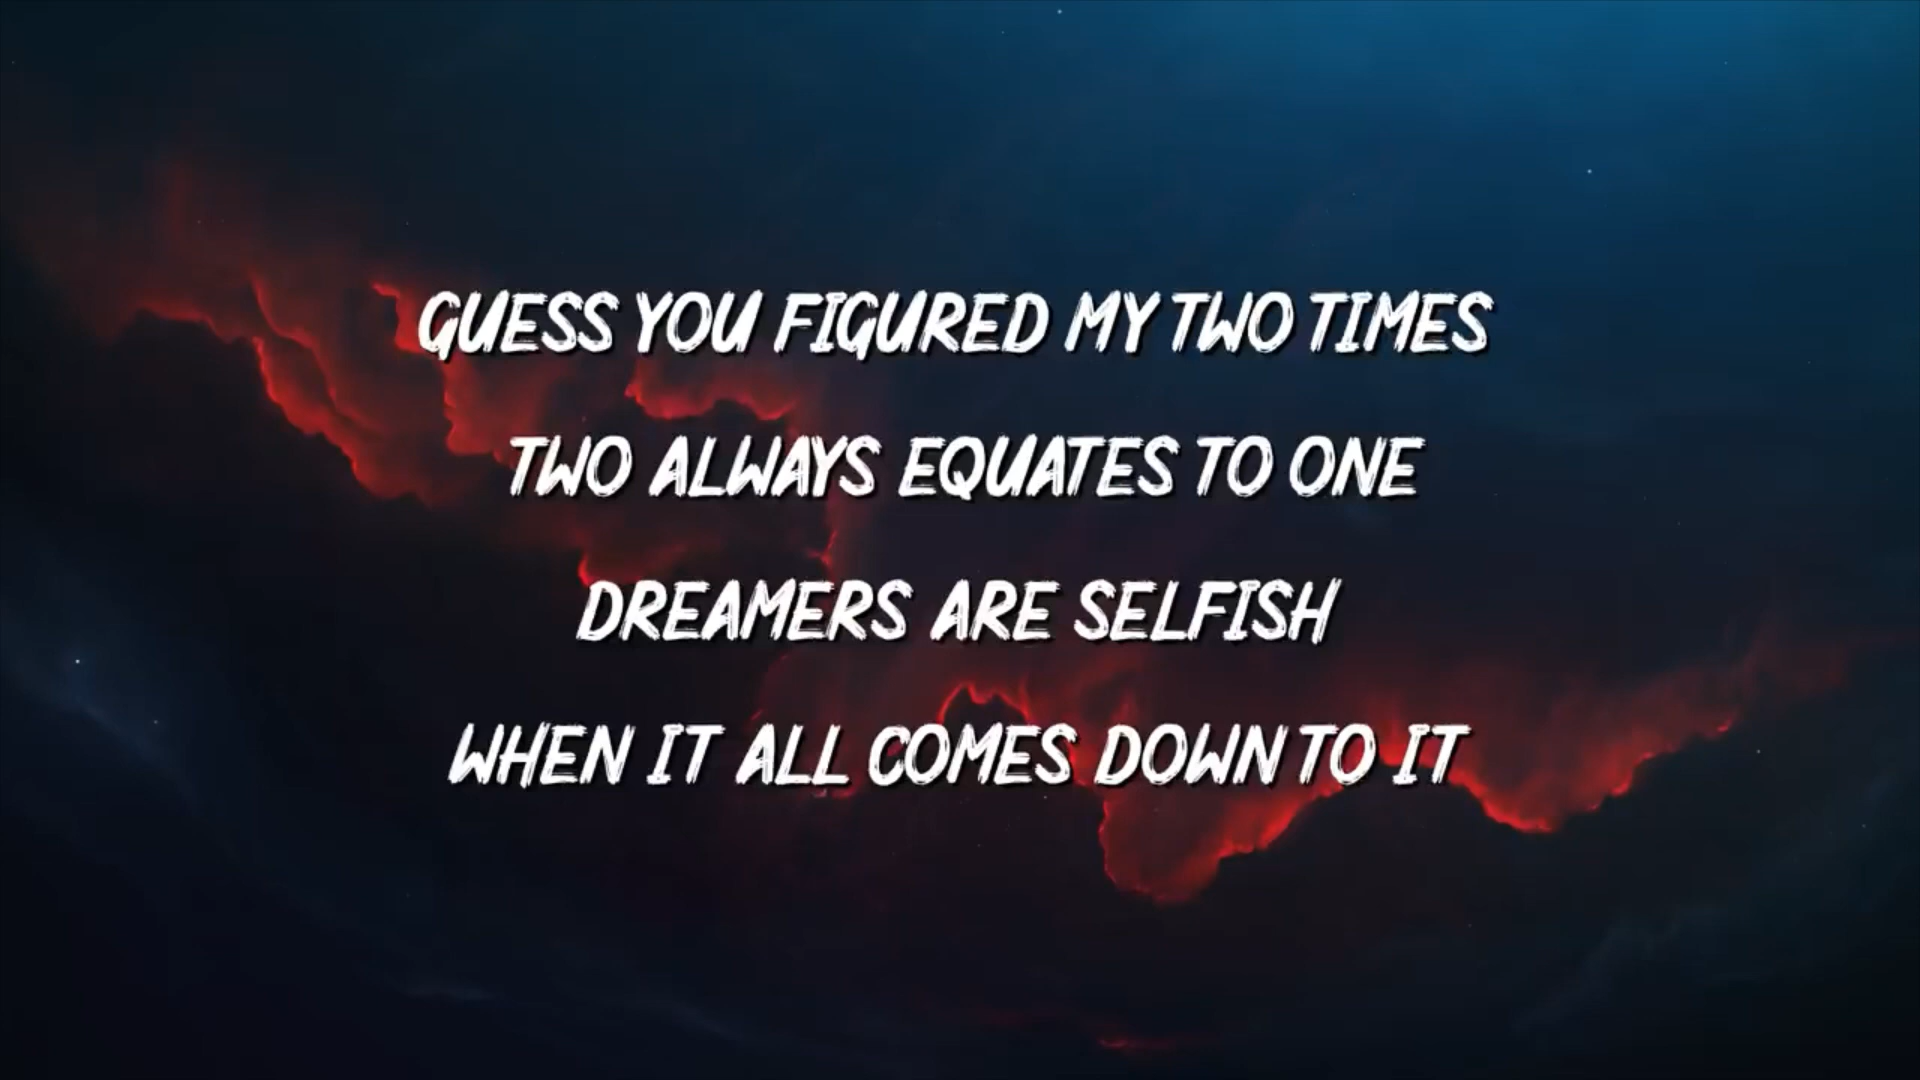 GUESS YOU FIGURED MY TWO TIMES
TWO ALWAYS EQUATES TO ONE
DREAMERS ARE SELFISH
WHEN IT ALL COMES DOWN TO IT